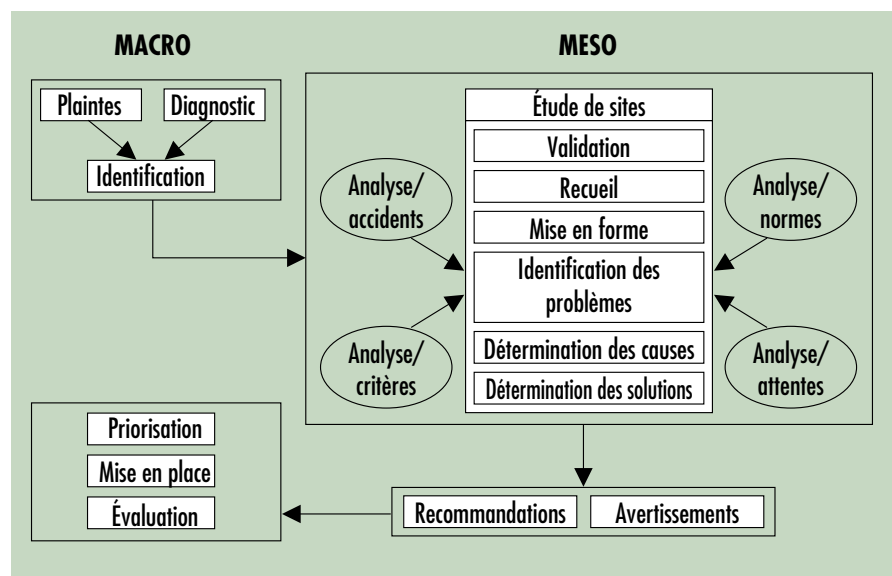 MACRO
Plaintes
Diagnostic
Identification
MESO
Étude de sites
Validation
Recueil
Mise en forme
Identification des
problèmes
Détermination des causes
Détermination des solutions
Analyse/
accidents
Analyse/
critères
Analyse/
normes
Analyse/
attentes
Recommandations
Avertissements
Priorisation
Mise en place
Évaluation